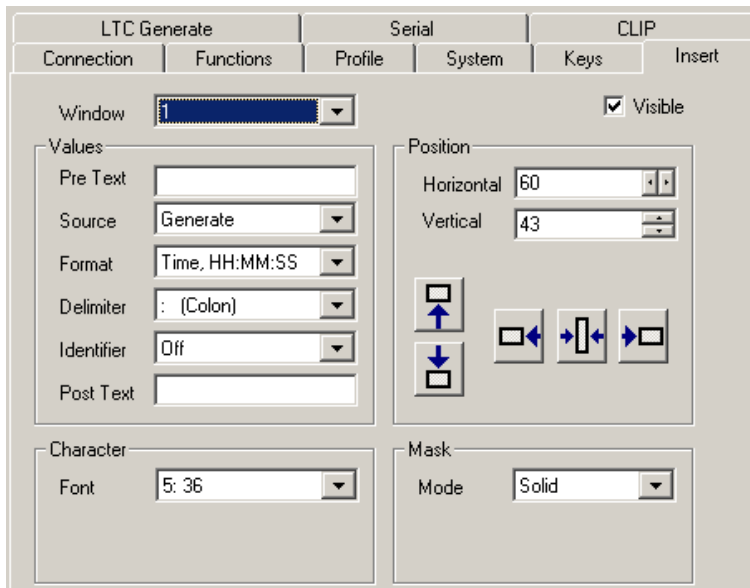 LTC Generate Serial CLIP
Connection Functions Profile System Keys Insert
Window 1 Visible
Values
Pre Text
Source Generate
Format Time, HH:MM:SS
Delimiter : (Colon)
Identifier Off
Post Text
Position
Horizontal 60
Vertical 43
Character
Font 5: 36
Mask
Mode Solid